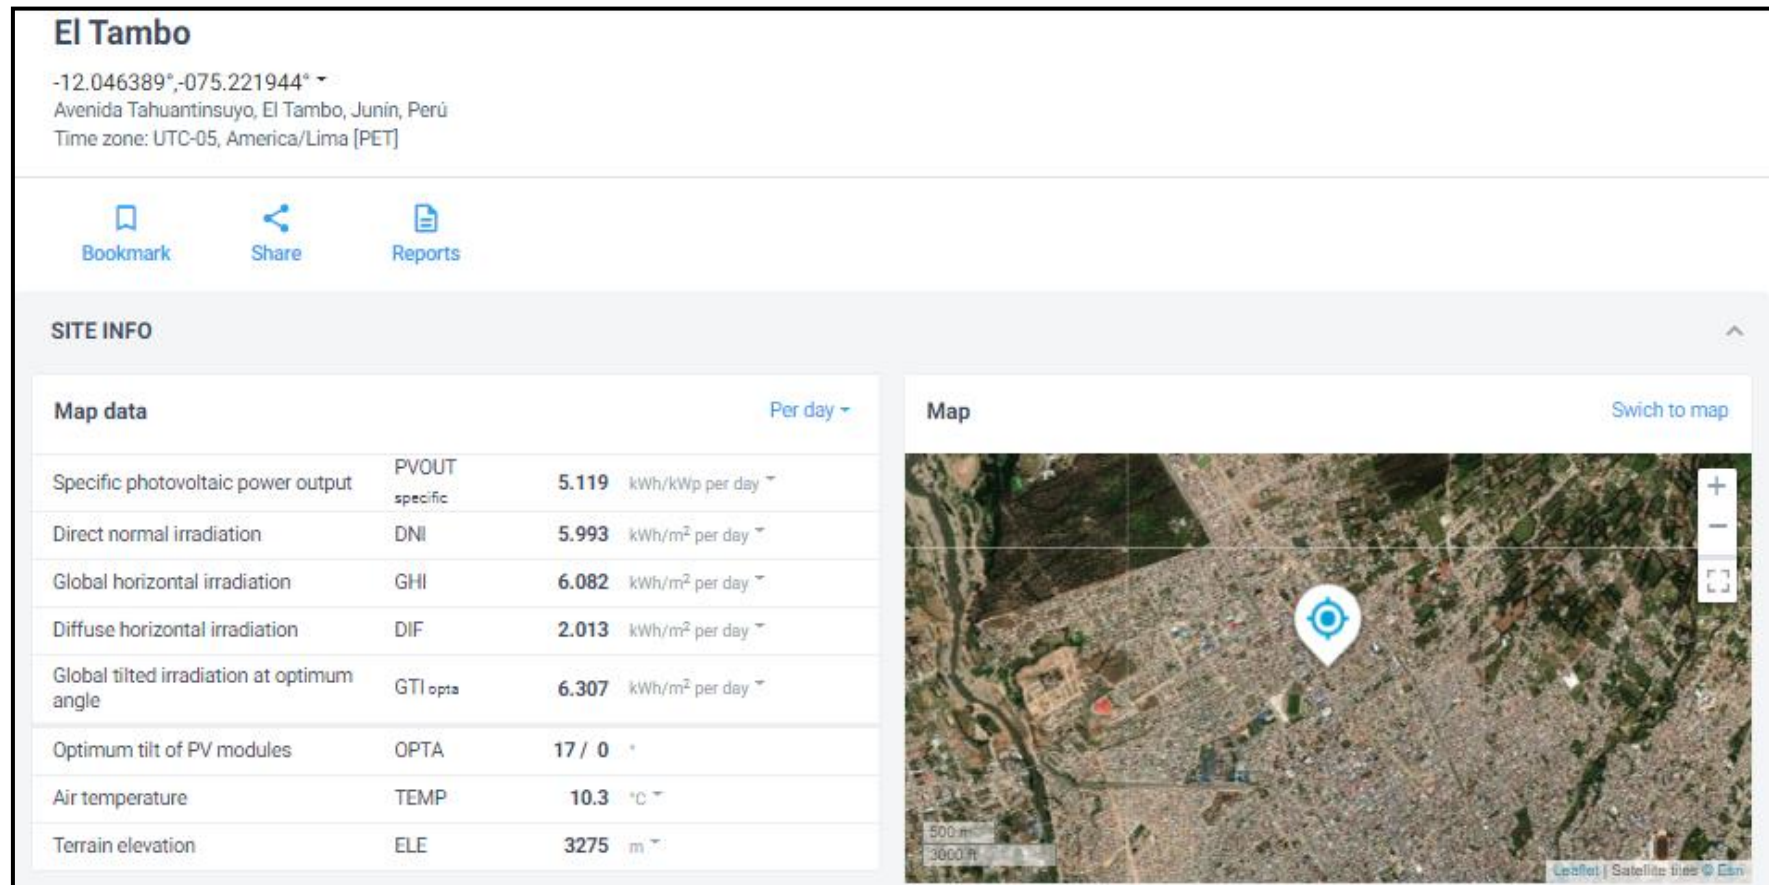 El Tambo
-12.046389°,-075.221944°
Avenida Tahuantinsuyo, El Tambo, Junín, Perú
Time zone: UTC-05, America/Lima [PET]
Bookmark Share Reports
SITE INFO
Map data Per day
Specific photovoltaic power output PVOUT specific 5.119 kWh/kWp per day
Direct normal irradiation DNI 5.993 kWh/m² per day
Global horizontal irradiation GHI 6.082 kWh/m² per day
Diffuse horizontal irradiation DIF 2.013 kWh/m² per day
Global tilted irradiation at optimum
angle GTI opta 6.307 kWh/m² per day
Optimum tilt of PV modules OPTA 17 / 0 °
Air temperature TEMP 10.3 °C
Terrain elevation ELE 3275 m
Map Swich to map
+
−
500 m
3000 ft
Leaflet | Satellite tiles © Esri